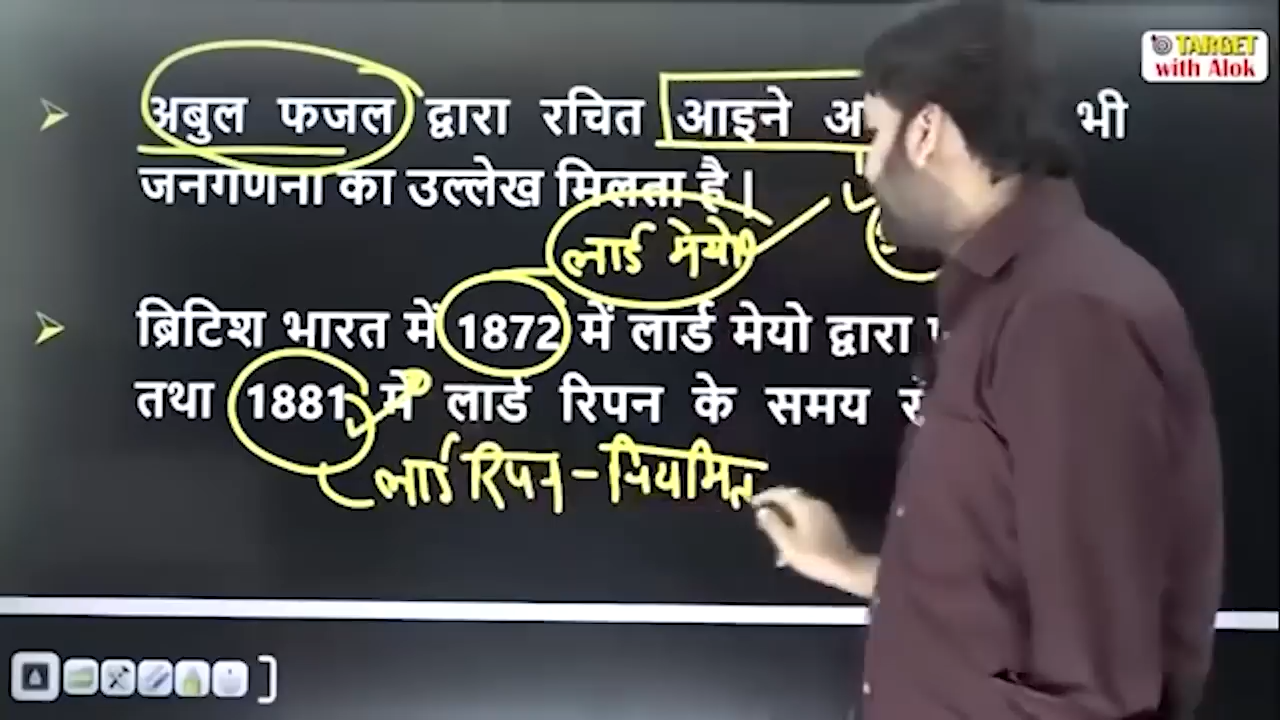 TARGET
with Alok
अबुल फजल द्वारा रचित आइने अ भी
जनगणना का उल्लेख मिलता है।
लार्ड मेयो
ब्रिटिश भारत में 1872 में लार्ड मेयो द्वारा
तथा 1881 में लार्ड रिपन के समय
लार्ड रिपन - नियमित